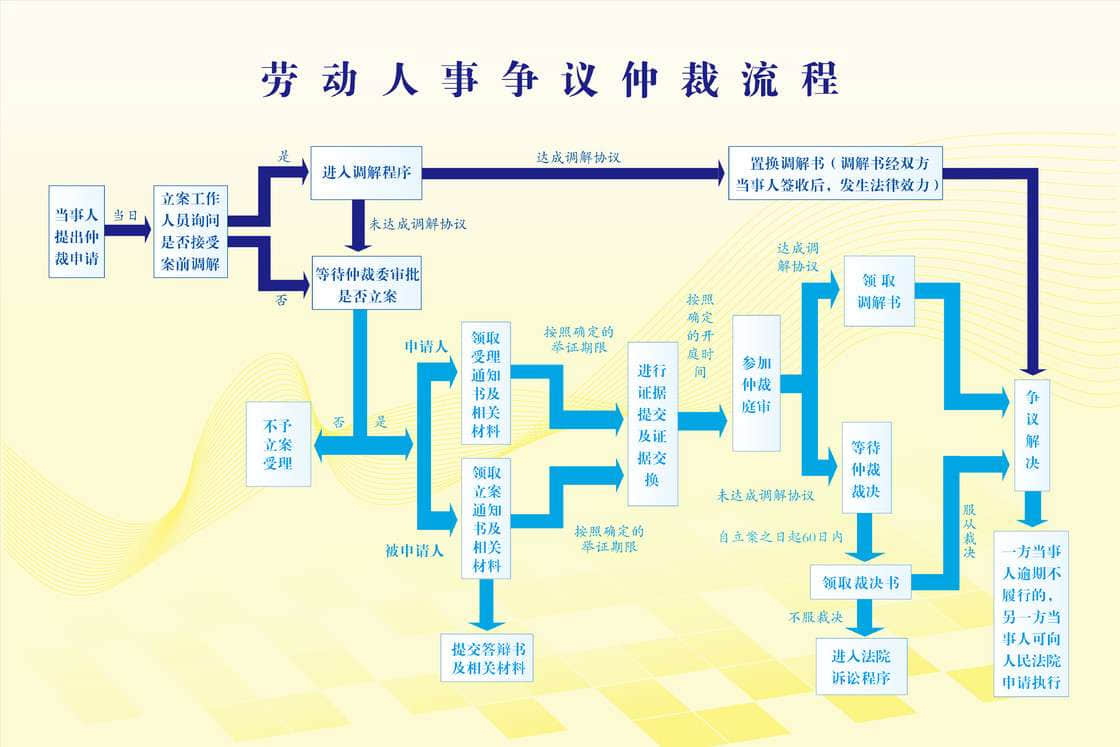 劳动人事争议仲裁流程
当事人
提出仲
裁申请
当日
立案工作
人员询问
是否接受
案前调解
是
否
进入调解程序
达成调解协议
置换调解书（调解书经双方
当事人签收后，发生法律效力）
未达成调解协议
等待仲裁委审批
是否立案
否
是
不予
立案
受理
申请人
领取
受理
通知
书及
相关
材料
按照确定的
举证期限
被申请人
领取
立案
通知
书及
相关
材料
按照确定的
举证期限
提交答辩书
及相关材料
进行
证据
提交
及证
据交
换
按照
确定
的开
庭时
间
参加
仲裁
庭审
达成调
解协议
领取
调解书
未达成调解协议
等待
仲裁
裁决
自立案之日起60日内
领取裁决书
服从裁决
不服裁决
进入法院
诉讼程序
争议解决
一方当事
人逾期不
履行的，
另一方当
事人可向
人民法院
申请执行